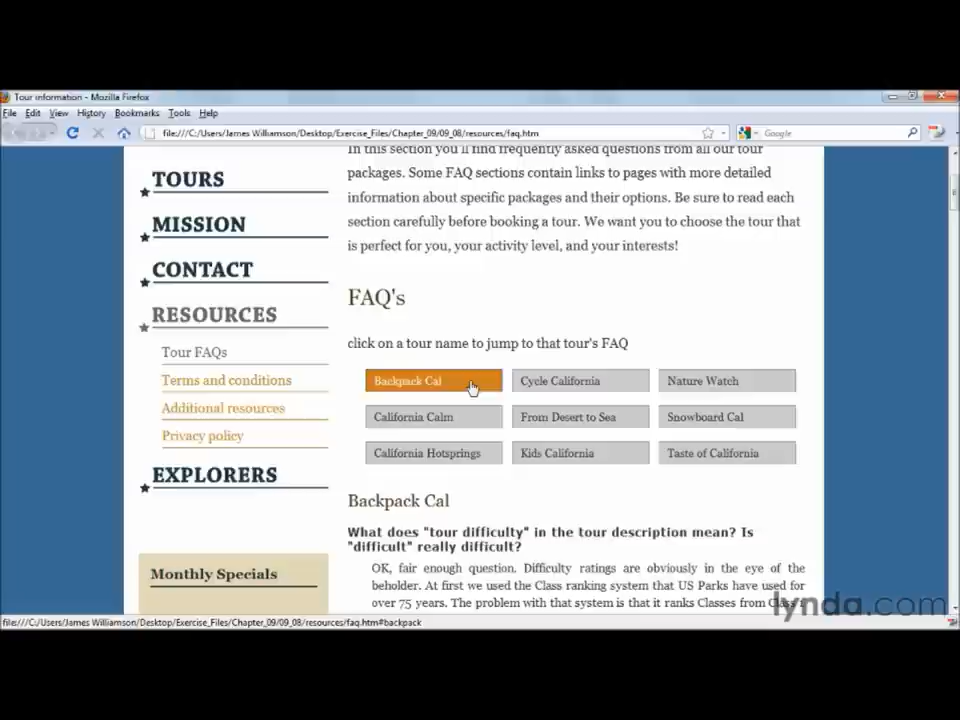 Tour information - Mozilla Firefox
File Edit View History Bookmarks Tools Help
file:///C:/Users/James Williamson/Desktop/Exercise_Files/Chapter_09/09_08/resources/faq.htm
Google
TOURS
MISSION
CONTACT
RESOURCES
Tour FAQs
Terms and conditions
Additional resources
Privacy policy
EXPLORERS
Monthly Specials
In this section you'll find frequently asked questions from all our tour
packages. Some FAQ sections contain links to pages with more detailed
information about specific packages and their options. Be sure to read each
section carefully before booking a tour. We want you to choose the tour that
is perfect for you, your activity level, and your interests!
FAQ's
click on a tour name to jump to that tour's FAQ
Backpack Cal Cycle California Nature Watch
California Calm From Desert to Sea Snowboard Cal
California Hotsprings Kids California Taste of California
Backpack Cal
What does "tour difficulty" in the tour description mean? Is
"difficult" really difficult?
OK, fair enough question. Difficulty ratings are obviously in the eye of the
beholder. At first we used the Class ranking system that US Parks have used for
over 75 years. The problem with that system is that it ranks Classes from Class
lynda.com
file:///C:/Users/James Williamson/Desktop/Exercise_Files/Chapter_09/09_08/resources/faq.htm#backpack